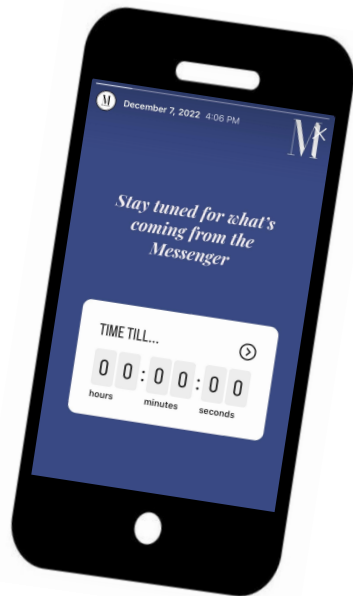 M December 7, 2022 4:06 PM
M
Stay tuned for what's
coming from the
Messenger
TIME TILL...
0 0 : 0 0 : 0 0
hours minutes seconds